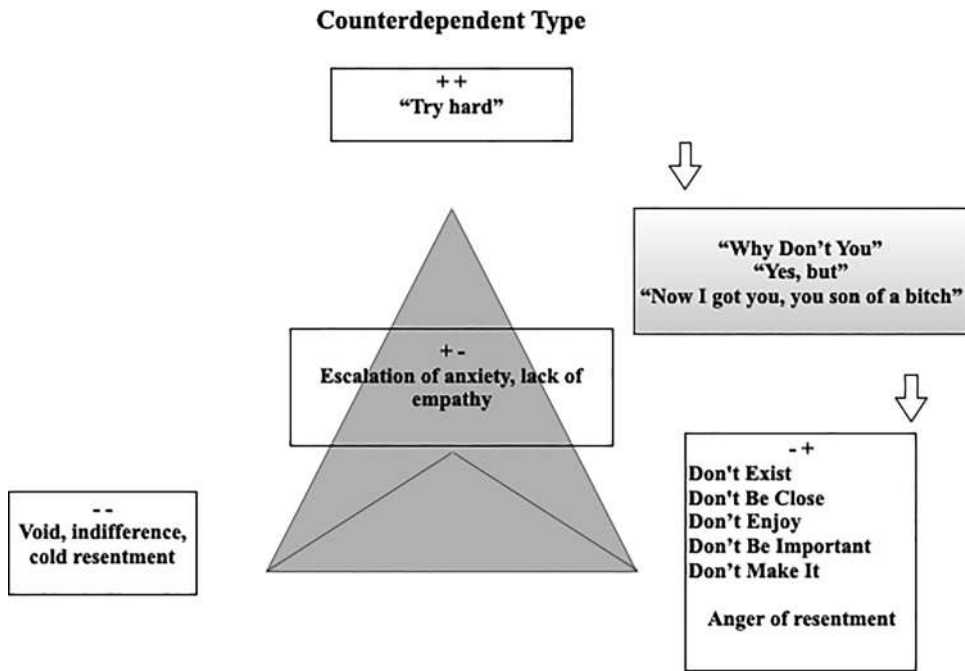 Counterdependent Type
+ +
“Try hard”
“Why Don’t You”
“Yes, but”
“Now I got you, you son of a bitch”
+ -
Escalation of anxiety, lack of
empathy
- +
Don't Exist
Don't Be Close
Don’t Enjoy
Don’t Be Important
Don’t Make It
Anger of resentment
- -
Void, indifference,
cold resentment